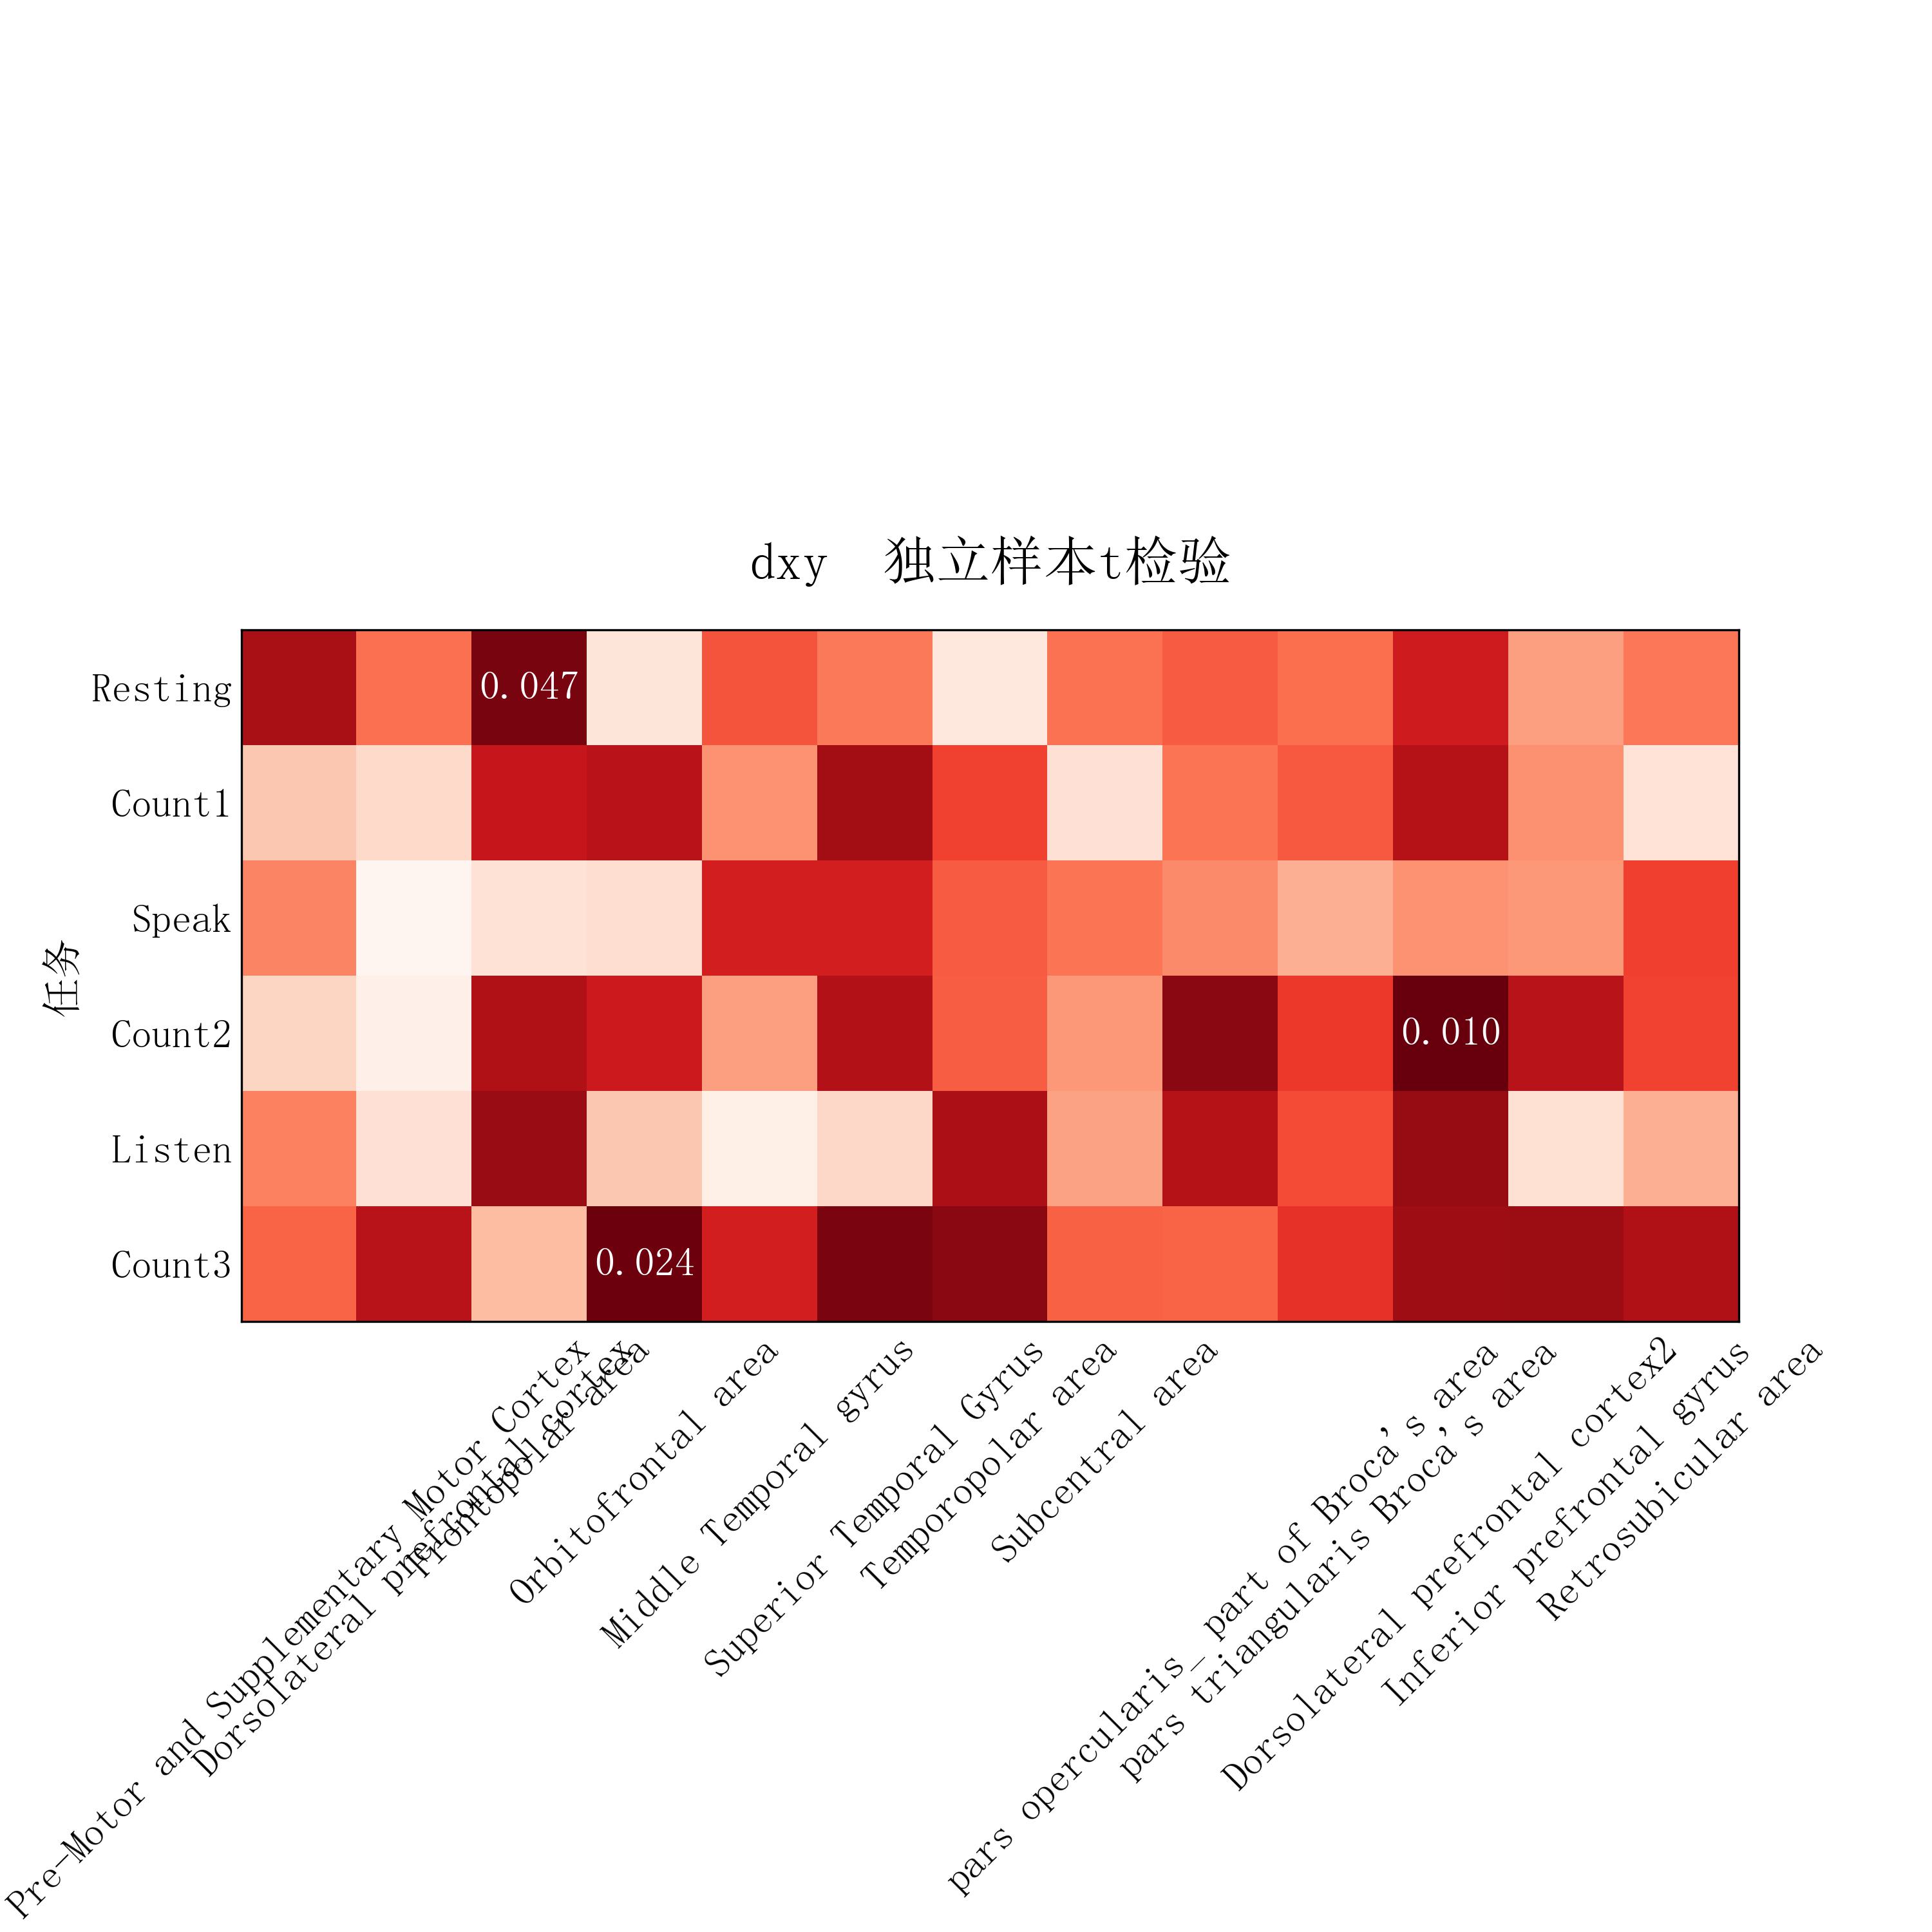 dxy  独立样本t检验
任务
Resting
0.047
Count1
Speak
Count2
0.010
Listen
Count3
0.024
Pre-Motor and Supplementary Motor Cortex
Dorsolateral prefrontal cortex
Frontopolar area
Orbitofrontal area
Middle Temporal gyrus
Superior Temporal Gyrus
Temporopolar area
Subcentral area
pars opercularis_ part of Broca's area
pars triangularis Broca's area
Dorsolateral prefrontal cortex2
Inferior prefrontal gyrus
Retrosubicular area